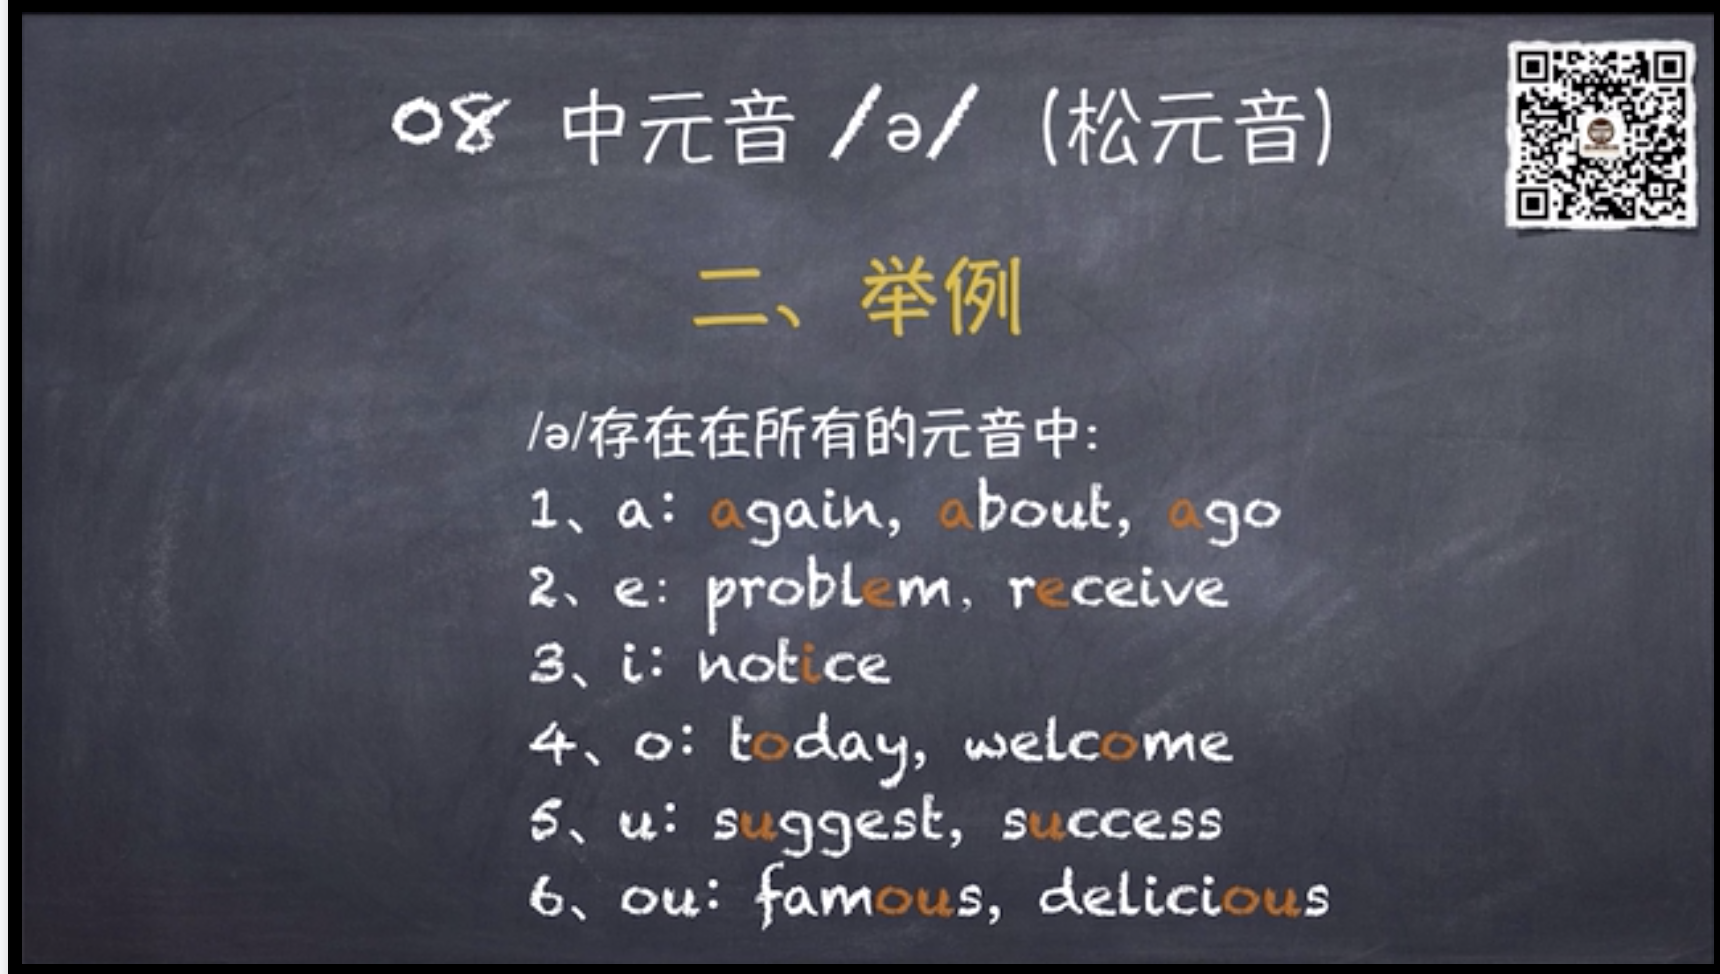 08 中元音 /ə/ (松元音)
二、举例
/ə/存在在所有的元音中:
1、a: again, about, ago
2、e: problem, receive
3、i: notice
4、o: today, welcome
5、u: suggest, success
6、ou: famous, delicious